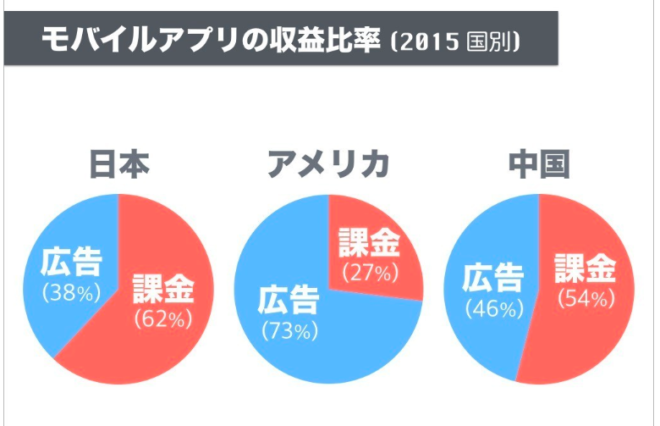 モバイルアプリの収益比率 (2015 国別)
日本
アメリカ
中国
広告
(38%)
課金
(62%)
広告
(73%)
課金
(27%)
広告
(46%)
課金
(54%)